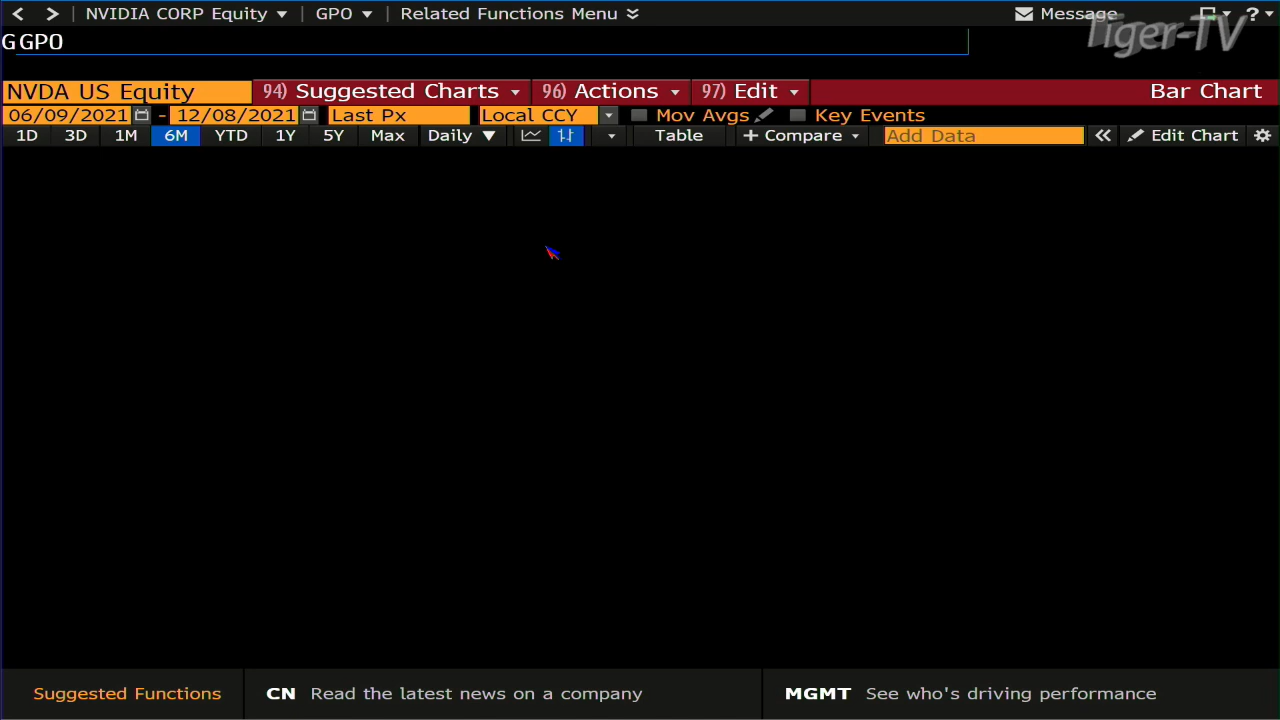 NVIDIA CORP Equity GPO Related Functions Menu Message ?
GGPO
Tiger-TV
NVDA US Equity 94) Suggested Charts 96) Actions 97) Edit Bar Chart
06/09/2021 - 12/08/2021 Last Px Local CCY Mov Avgs Key Events
1D 3D 1M 6M YTD 1Y 5Y Max Daily Table + Compare Add Data « Edit Chart
Suggested Functions CN Read the latest news on a company MGMT See who's driving performance